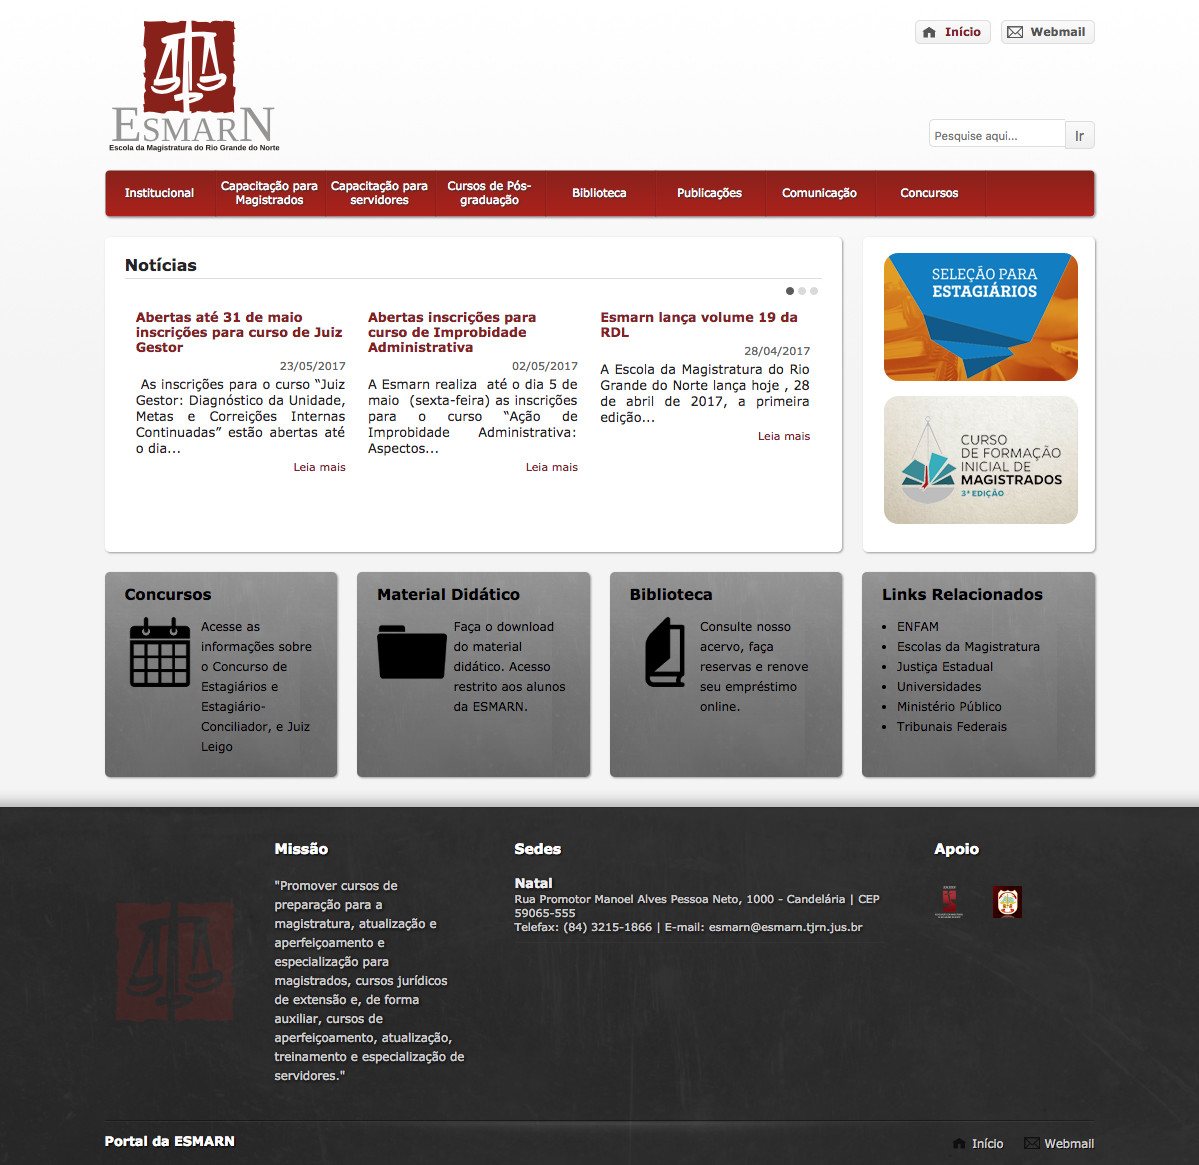 Início
Webmail
ESMARN
Escola da Magistratura do Rio Grande do Norte
Pesquise aqui...
Ir
Institucional
Capacitação para
Magistrados
Capacitação para
servidores
Cursos de Pós-
graduação
Biblioteca
Publicações
Comunicação
Concursos
Notícias
Abertas até 31 de maio
inscrições para curso de Juiz
Gestor
23/05/2017
As inscrições para o curso “Juiz
Gestor: Diagnóstico da Unidade,
Metas e Correições Internas
Continuadas” estão abertas até
o dia...
Leia mais
Abertas inscrições para
curso de Improbidade
Administrativa
02/05/2017
A Esmarn realiza até o dia 5 de
maio (sexta-feira) as inscrições
para o curso “Ação de
Improbidade Administrativa:
Aspectos...
Leia mais
Esmarn lança volume 19 da
RDL
28/04/2017
A Escola da Magistratura do Rio
Grande do Norte lança hoje , 28
de abril de 2017, a primeira
edição...
Leia mais
SELEÇÃO PARA
ESTAGIÁRIOS
CURSO
DE FORMAÇÃO
INICIAL DE
MAGISTRADOS
3ª EDIÇÃO
Concursos
Acesse as
informações sobre
o Concurso de
Estagiários e
Estagiário-
Conciliador, e Juiz
Leigo
Material Didático
Faça o download
do material
didático. Acesso
restrito aos alunos
da ESMARN.
Biblioteca
Consulte nosso
acervo, faça
reservas e renove
seu empréstimo
online.
Links Relacionados
ENFAM
Escolas da Magistratura
Justiça Estadual
Universidades
Ministério Público
Tribunais Federais
Missão
"Promover cursos de
preparação para a
magistratura, atualização e
aperfeiçoamento e
especialização para
magistrados, cursos jurídicos
de extensão e, de forma
auxiliar, cursos de
aperfeiçoamento, atualização,
treinamento e especialização de
servidores."
Sedes
Natal
Rua Promotor Manoel Alves Pessoa Neto, 1000 - Candelária | CEP
59065-555
Telefax: (84) 3215-1866 | E-mail: esmarn@esmarn.tjrn.jus.br
Apoio
Portal da ESMARN
Início
Webmail